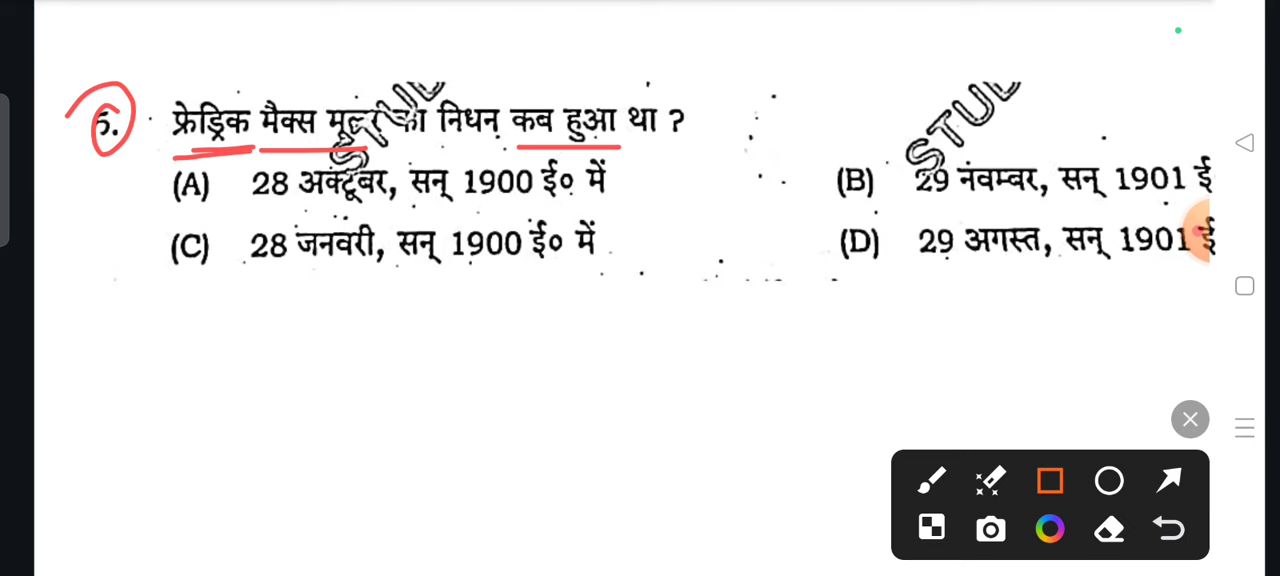 6. फ्रेड्रिक मैक्स मूलर का निधन कब हुआ था ?
(A) 28 अक्टूबर, सन् 1900 ई० में (B) 29 नंवम्बर, सन् 1901 ई
(C) 28 जनवरी, सन् 1900 ई० में (D) 29 अगस्त, सन् 1901 ई